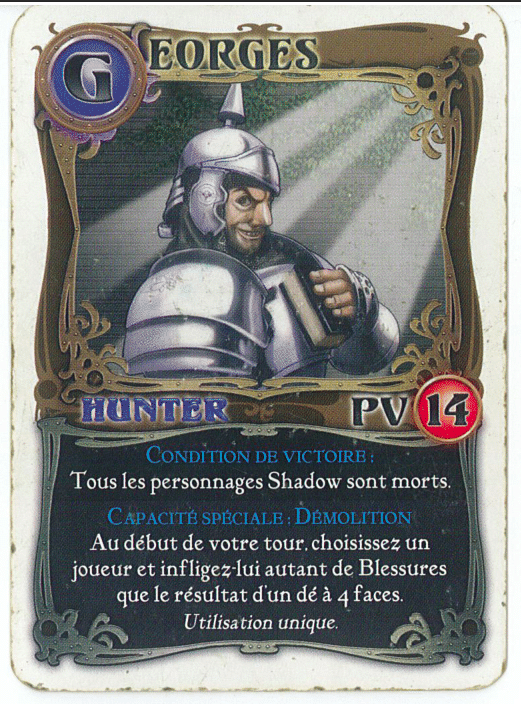 GEORGES
HUNTER PV 14
CONDITION DE VICTOIRE :
Tous les personnages Shadow sont morts.
CAPACITÉ SPÉCIALE : DÉMOLITION
Au début de votre tour, choisissez un
joueur et infligez-lui autant de Blessures
que le résultat d'un dé à 4 faces.
Utilisation unique.